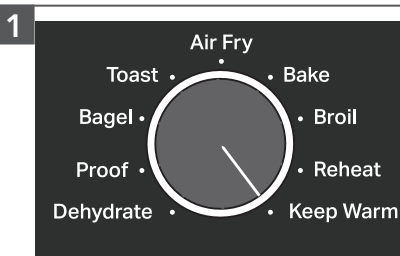 1
Air Fry
Toast Bake
Bagel Broil
Proof Reheat
Dehydrate Keep Warm